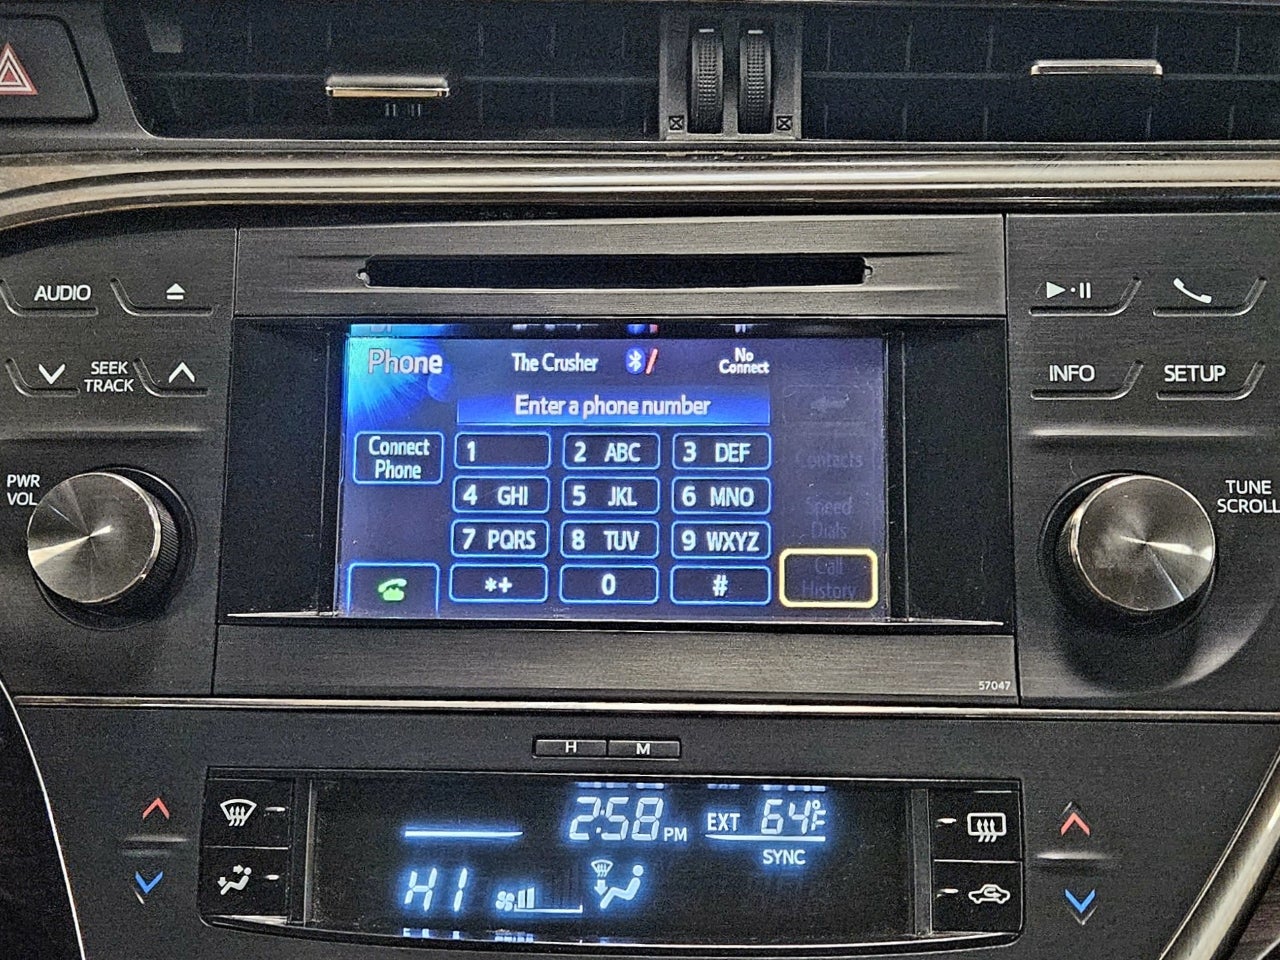 AUDIO
SEEK
TRACK
PWR
VOL
Phone
The Crusher
No
Connect
Enter a phone number
Connect
Phone
1
2 ABC
3 DEF
4 GHI
5 JKL
6 MNO
7 PQRS
8 TUV
9 WXYZ
*+
0
#
Contacts
Speed
Dials
Call
History
INFO
SETUP
TUNE
SCROLL
57047
H
M
2:58 PM
EXT 64°F
SYNC
HI